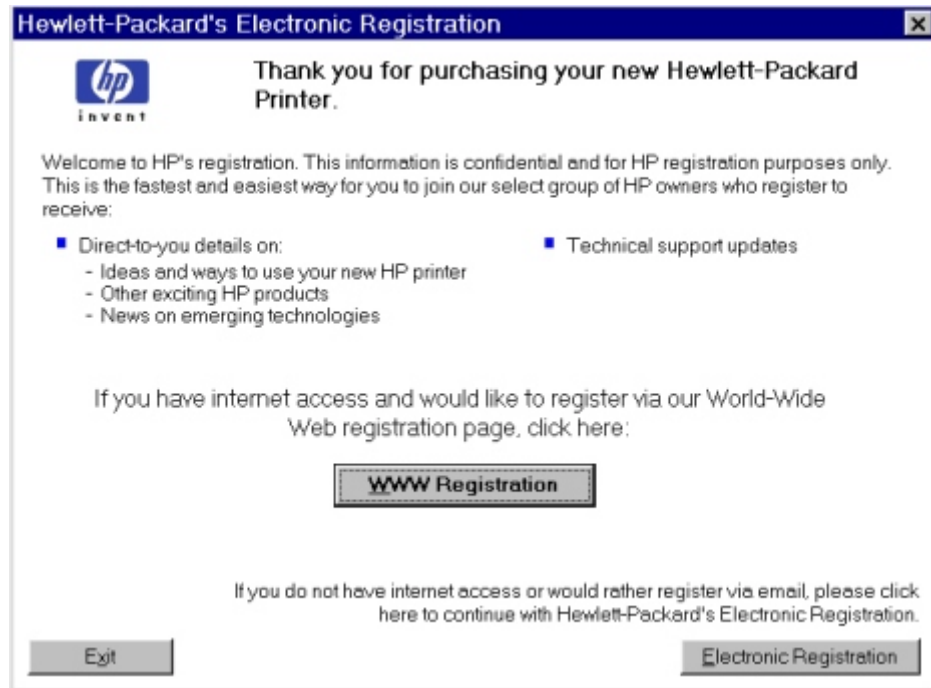 Hewlett-Packard's Electronic Registration
hp
invent
Thank you for purchasing your new Hewlett-Packard
Printer.
Welcome to HP's registration. This information is confidential and for HP registration purposes only.
This is the fastest and easiest way for you to join our select group of HP owners who register to
receive:
Direct-to-you details on:
- Ideas and ways to use your new HP printer
- Other exciting HP products
- News on emerging technologies
Technical support updates
If you have internet access and would like to register via our World-Wide
Web registration page, click here:
WWW Registration
If you do not have internet access or would rather register via email, please click
here to continue with Hewlett-Packard's Electronic Registration.
Exit
Electronic Registration